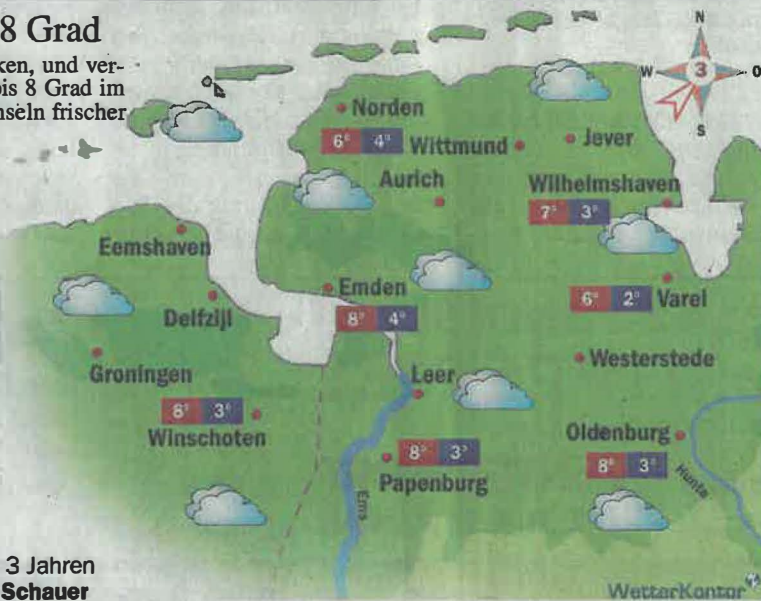 8 Grad
ken, und ver-
bis 8 Grad im
nseln frischer
N
W 3 O
S
Norden
6° 4°
Wittmund
Jever
Aurich
Wilhelmshaven
7° 3°
Eemshaven
Emden
8° 4°
6° 2° Varel
Delfzijl
Groningen
Leer
Westerstede
8° 3°
Winschoten
Oldenburg
8° 3°
8° 3°
Papenburg
Hunte
Ems
3 Jahren
Schauer
WetterKontor